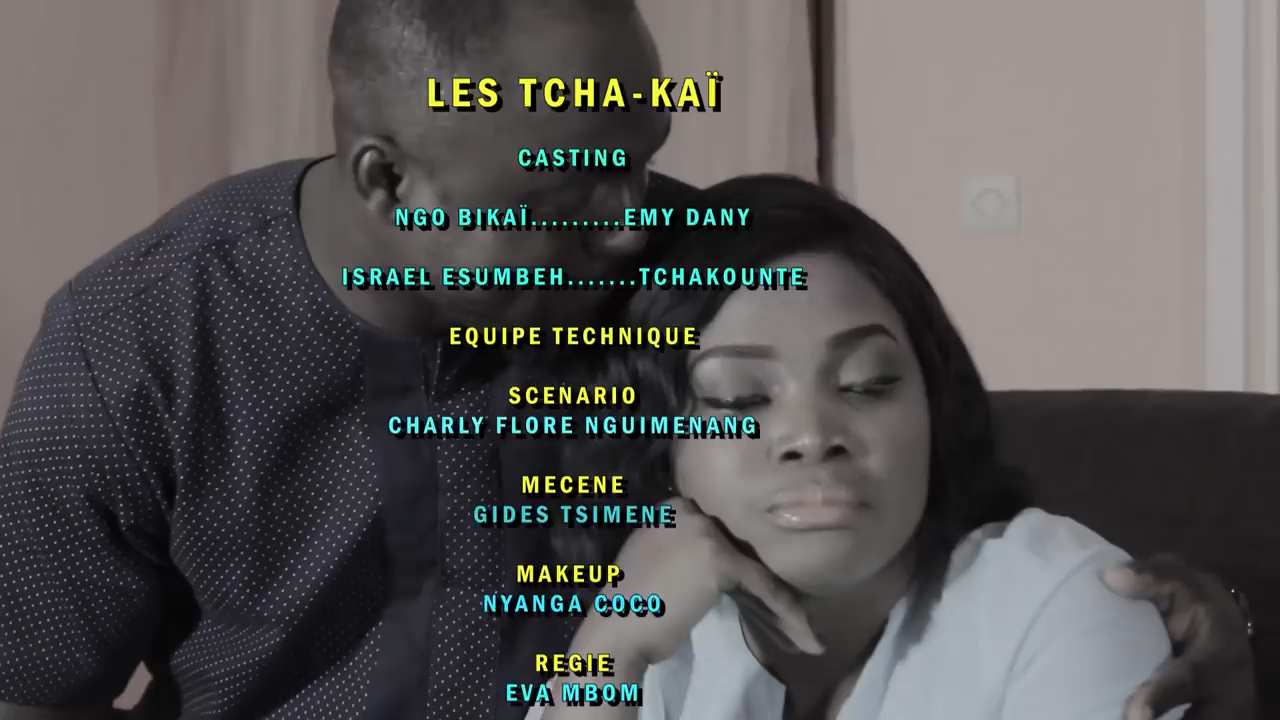 LES TCHA-KAÏ
CASTING
NGO BIKAÏ.........EMY DANY
ISRAEL ESUMBEH.......TCHAKOUNTE
EQUIPE TECHNIQUE
SCENARIO
CHARLY FLORE NGUIMENANG
MECENE
GIDES TSIMENE
MAKEUP
NYANGA COCO
REGIE
EVA MBOM